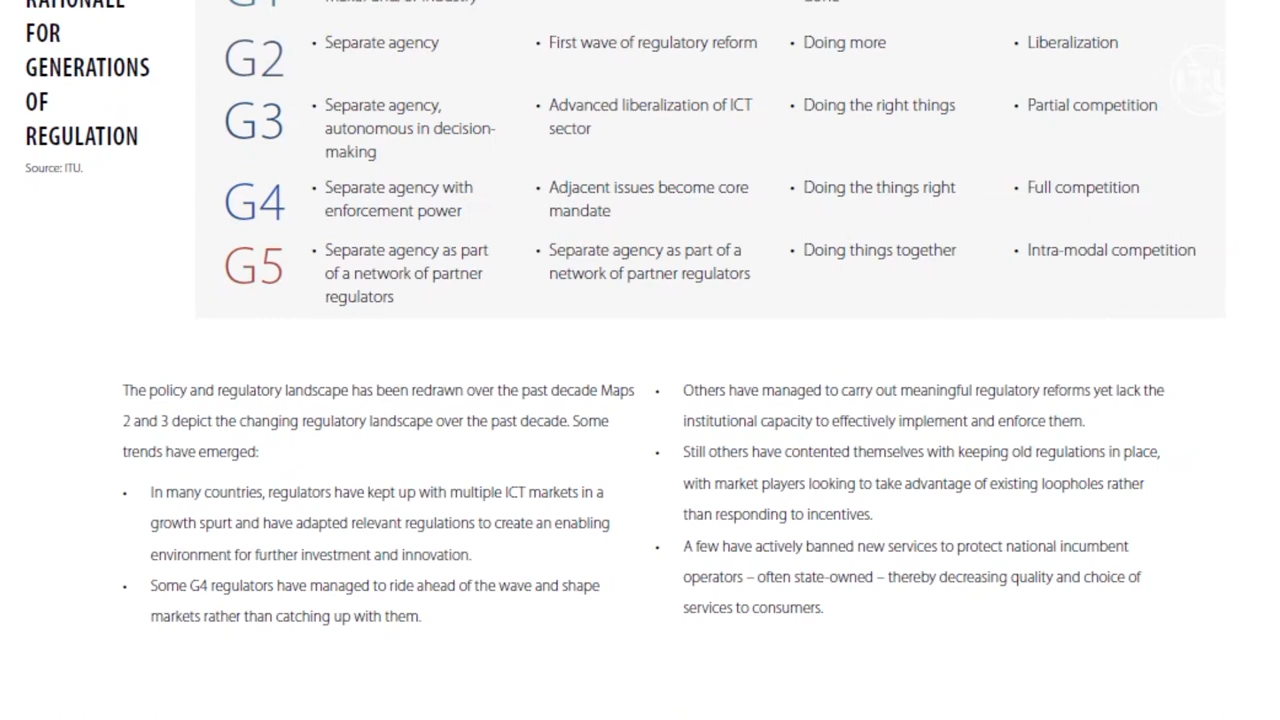 RATIONALE
FOR
GENERATIONS
OF
REGULATION
Source: ITU.
G2
• Separate agency
• First wave of regulatory reform
• Doing more
• Liberalization
G3
• Separate agency,
autonomous in decision-
making
• Advanced liberalization of ICT
sector
• Doing the right things
• Partial competition
G4
• Separate agency with
enforcement power
• Adjacent issues become core
mandate
• Doing the things right
• Full competition
G5
• Separate agency as part
of a network of partner
regulators
• Separate agency as part of a
network of partner regulators
• Doing things together
• Intra-modal competition
ITU
The policy and regulatory landscape has been redrawn over the past decade Maps
2 and 3 depict the changing regulatory landscape over the past decade. Some
trends have emerged:
• In many countries, regulators have kept up with multiple ICT markets in a
growth spurt and have adapted relevant regulations to create an enabling
environment for further investment and innovation.
• Some G4 regulators have managed to ride ahead of the wave and shape
markets rather than catching up with them.
• Others have managed to carry out meaningful regulatory reforms yet lack the
institutional capacity to effectively implement and enforce them.
• Still others have contented themselves with keeping old regulations in place,
with market players looking to take advantage of existing loopholes rather
than responding to incentives.
• A few have actively banned new services to protect national incumbent
operators – often state-owned – thereby decreasing quality and choice of
services to consumers.